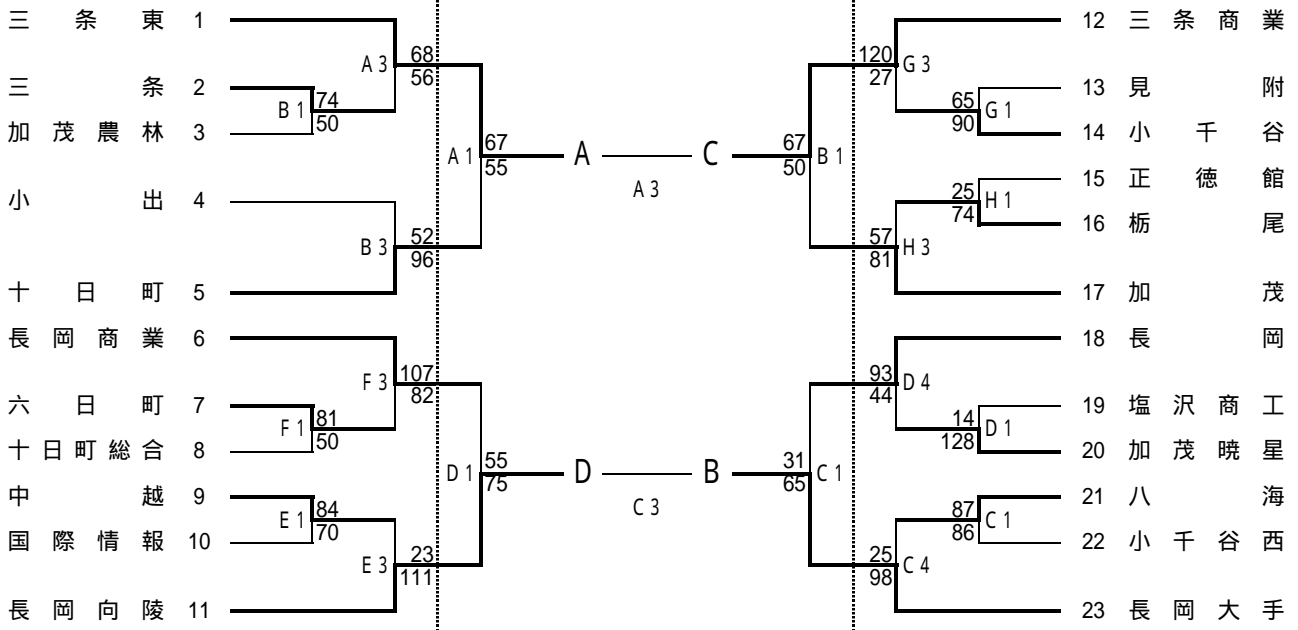 三条東 1
A 3
68
56
三条 2
B 1
74
50
加茂農林 3
A 1
67
55
A
A 3
小出 4
B 3
52
96
十日町 5
長岡商業 6
F 3
107
82
六日町 7
F 1
81
50
十日町総合 8
D 1
55
75
D
C 3
中越 9
E 1
84
70
国際情報 10
E 3
23
111
長岡向陵 11
12 三条商業
120
27
G 3
13 見附
65
90
G 1
14 小千谷
C
67
50
B 1
15 正徳館
25
74
H 1
16 栃尾
57
81
H 3
17 加茂
18 長岡
93
44
D 4
19 塩沢商工
14
128
D 1
20 加茂暁星
B
31
65
C 1
21 八海
87
86
C 1
22 小千谷西
25
98
C 4
23 長岡大手